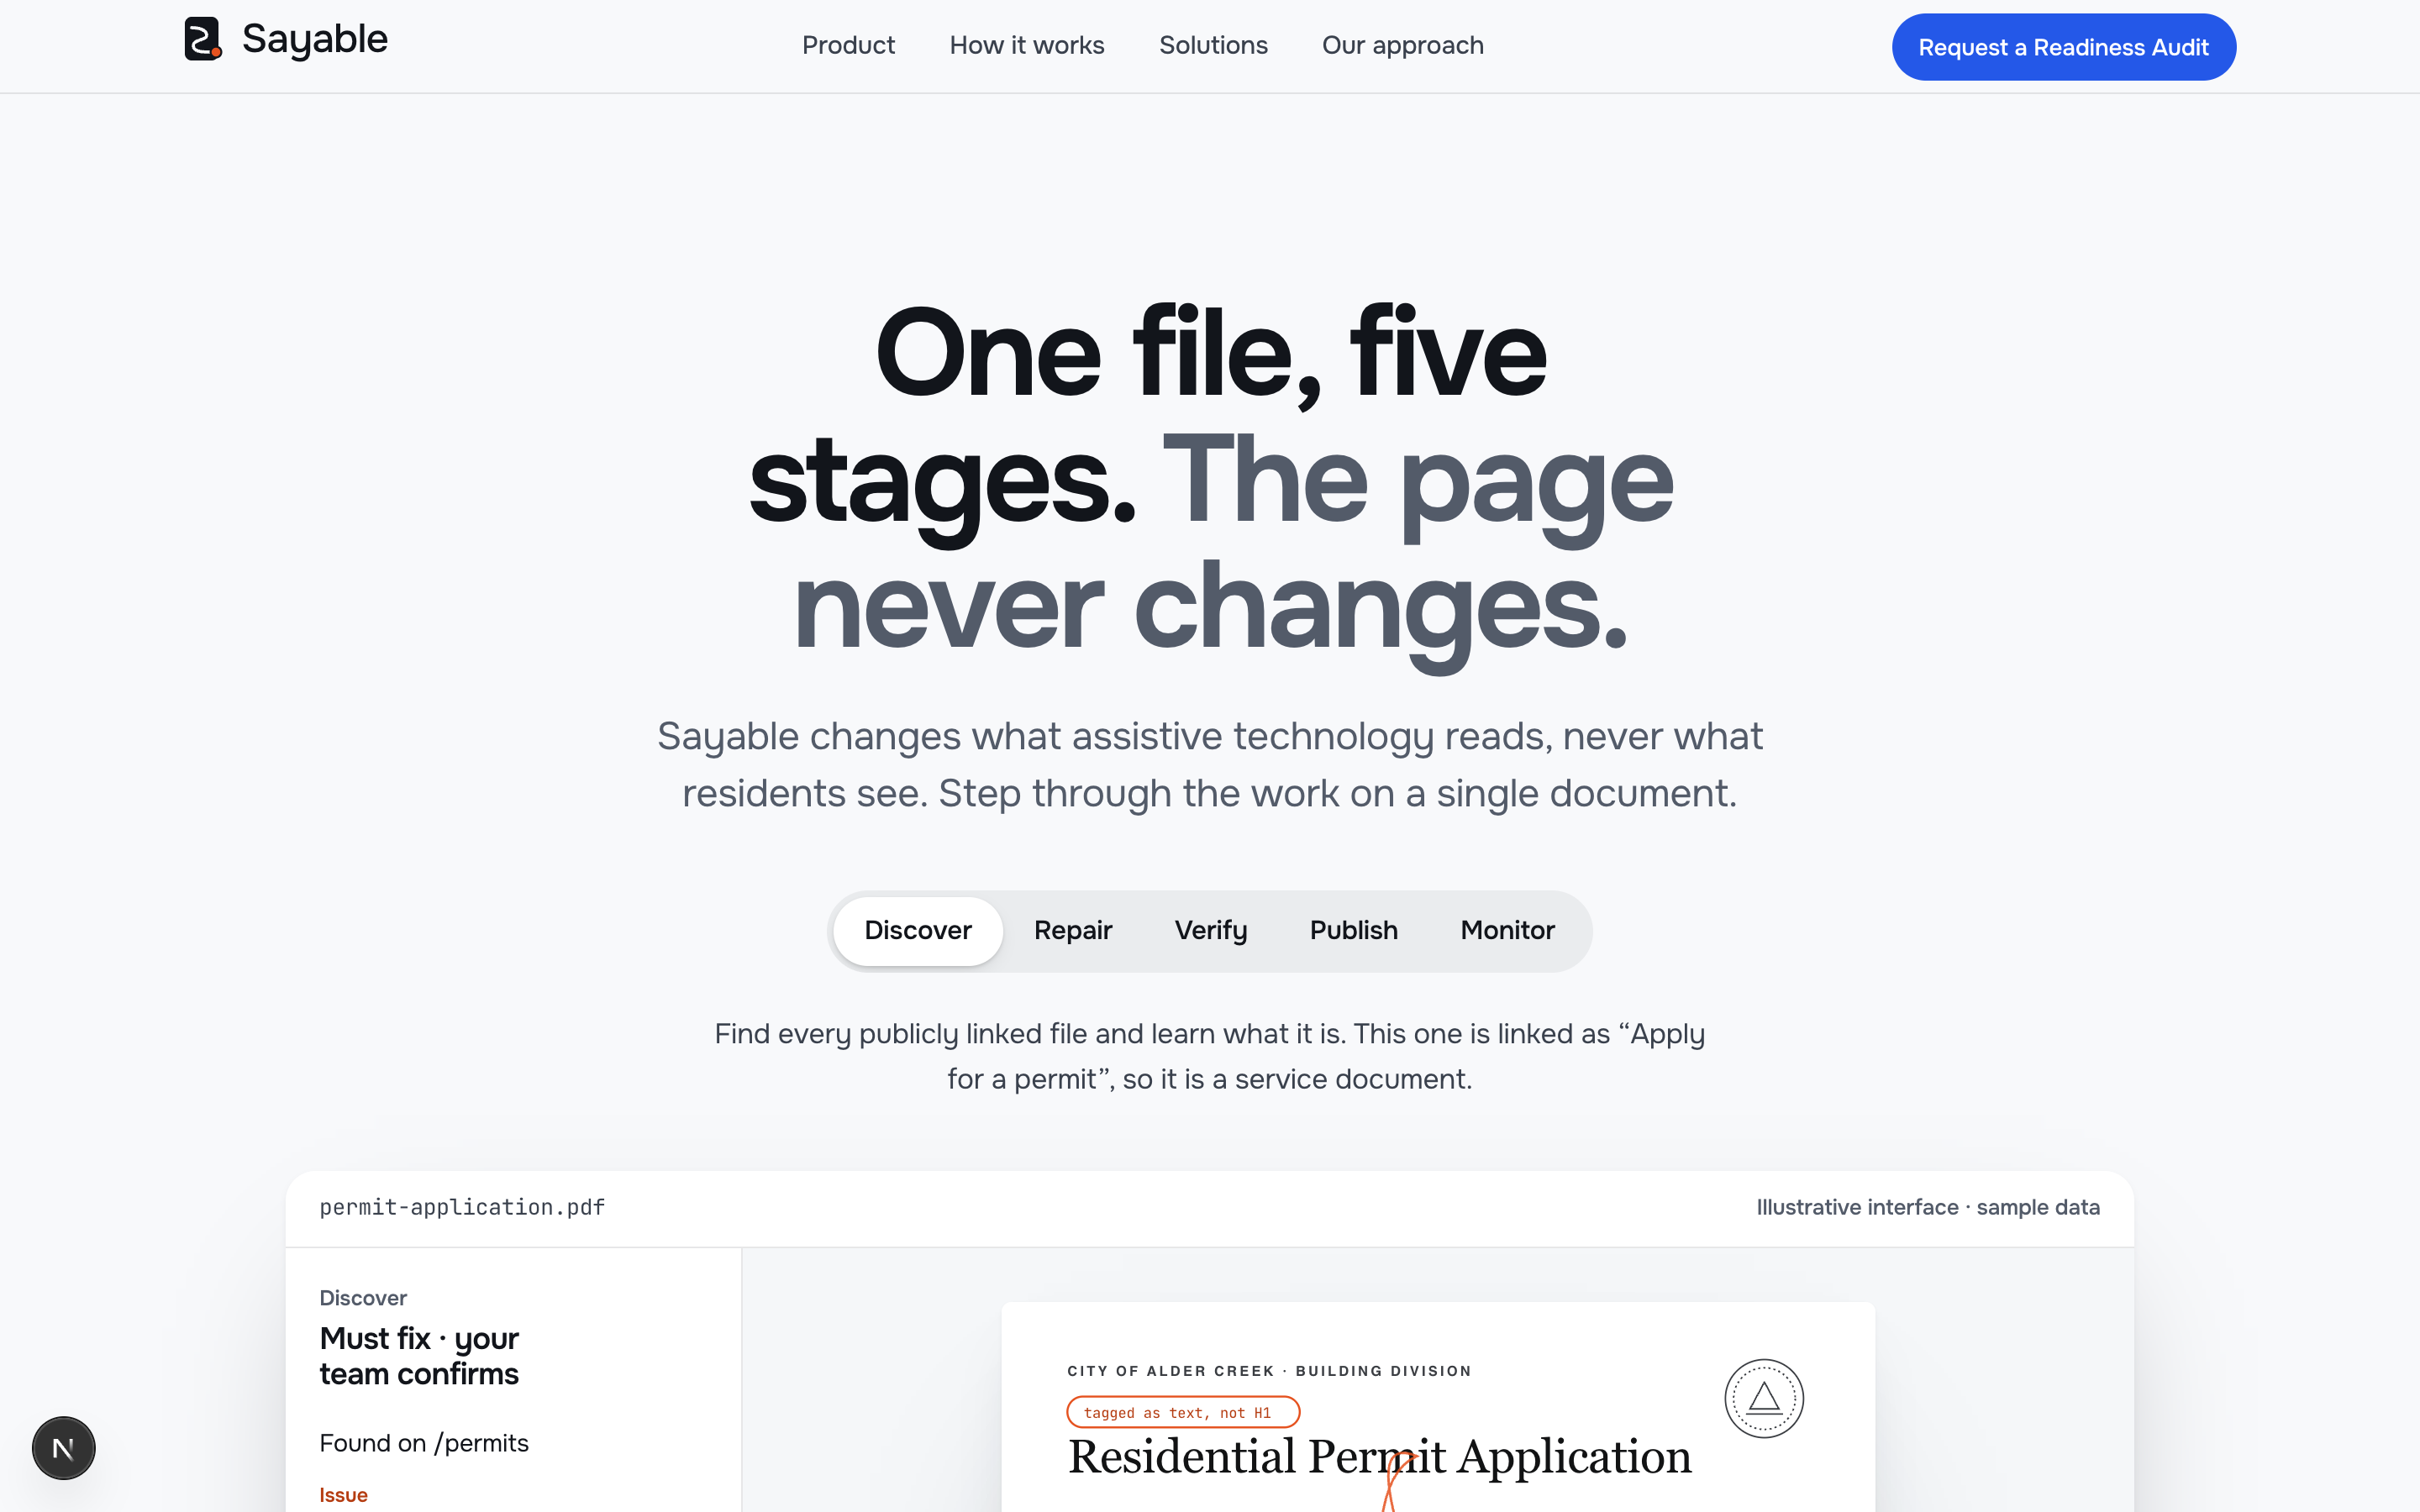 Sayable
Product
How it works
Solutions
Our approach
Request a Readiness Audit
One file, five
stages. The page
never changes.
Sayable changes what assistive technology reads, never what
residents see. Step through the work on a single document.
Discover
Repair
Verify
Publish
Monitor
Find every publicly linked file and learn what it is. This one is linked as “Apply
for a permit”, so it is a service document.
permit-application.pdf
Illustrative interface · sample data
Discover
Must fix · your
team confirms
Found on /permits
Issue
CITY OF ALDER CREEK · BUILDING DIVISION
tagged as text, not H1
Residential Permit Application
N